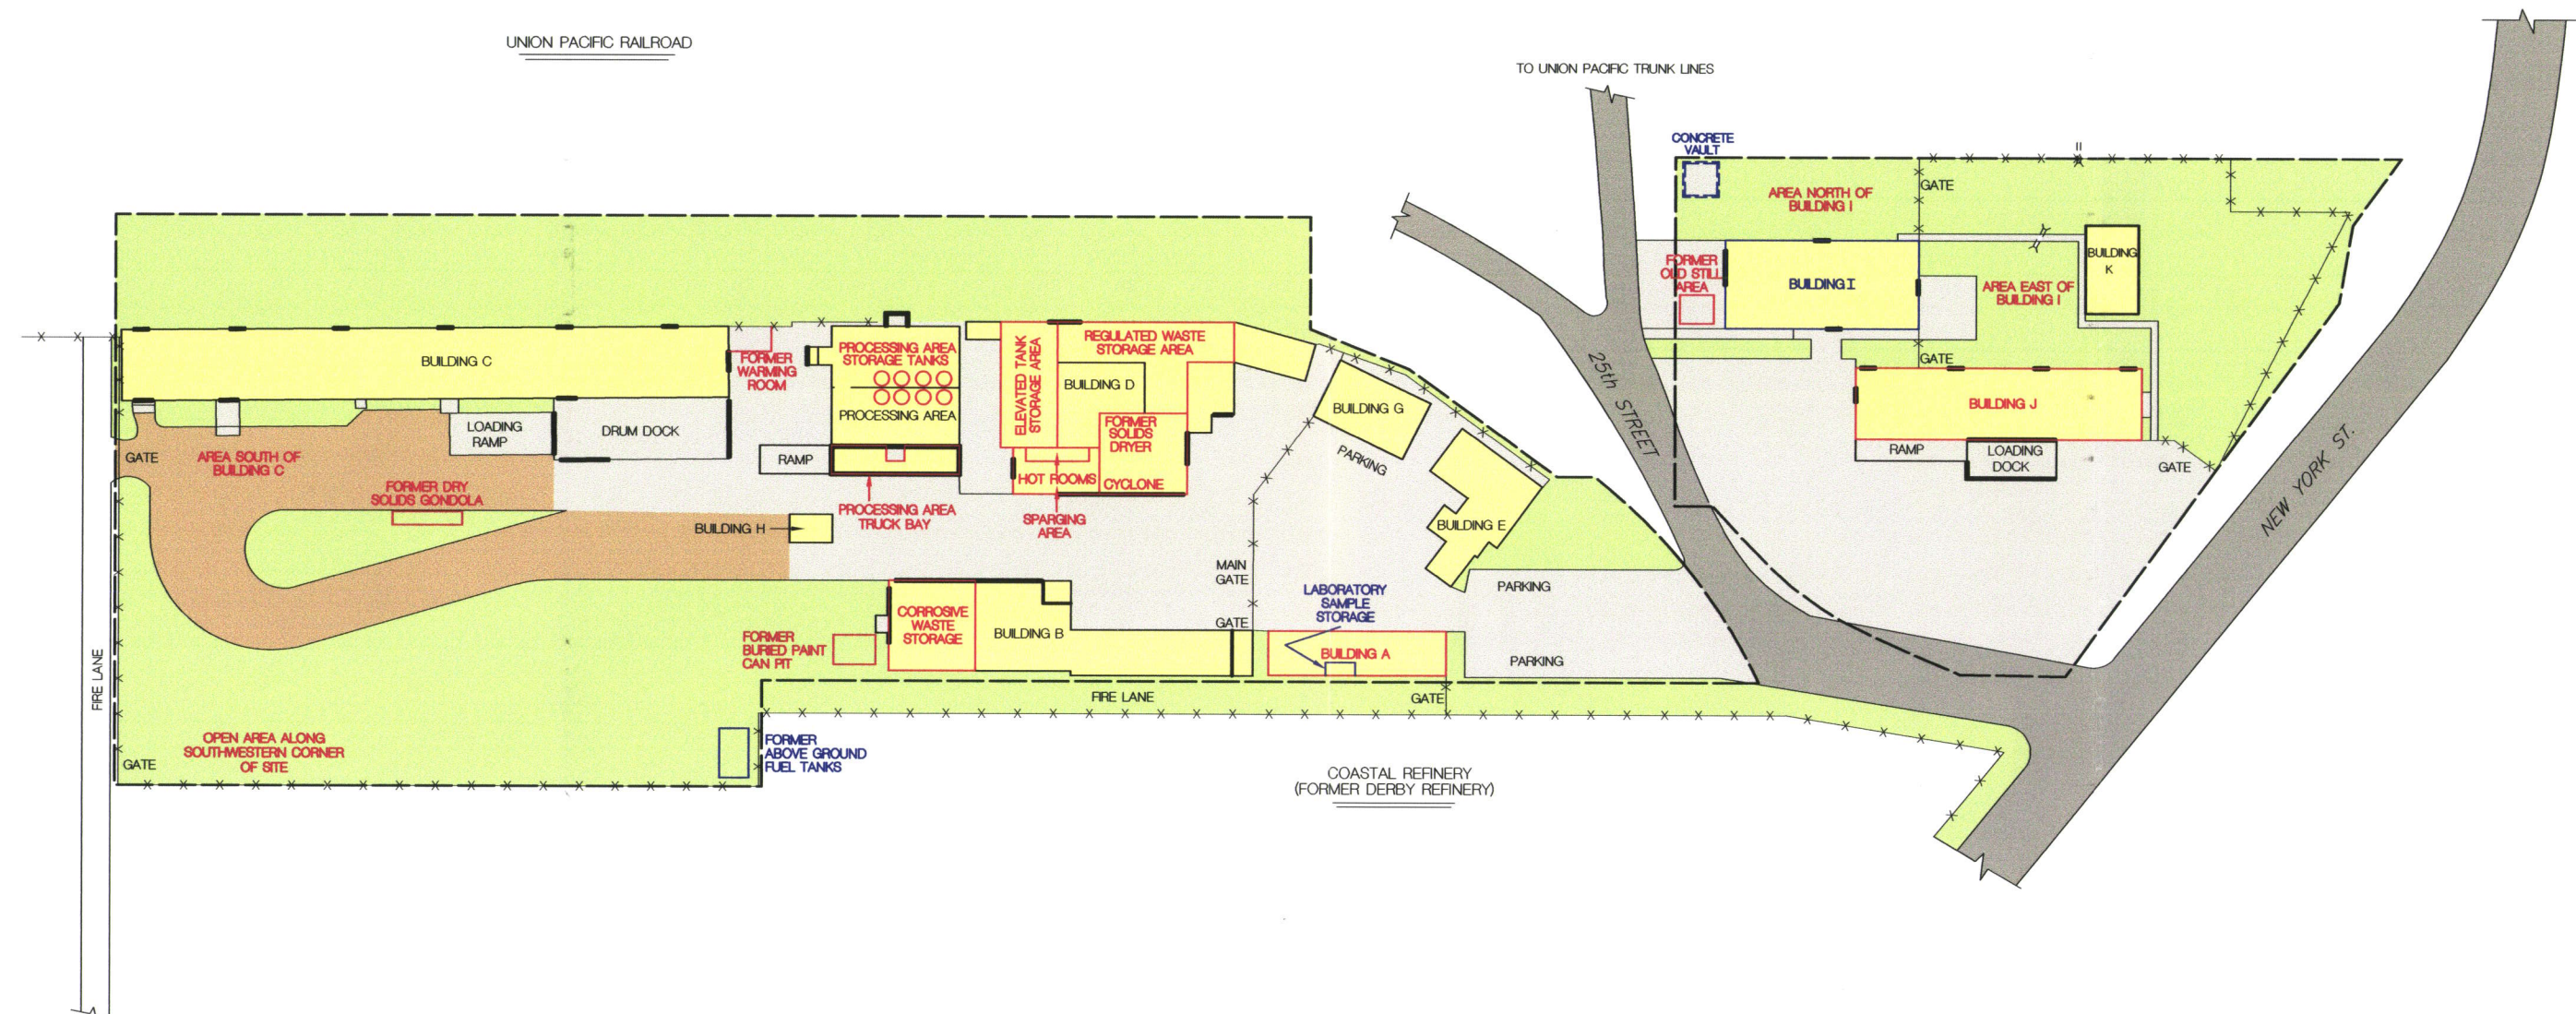 UNION PACIFIC RAILROAD
TO UNION PACIFIC TRUNK LINES
CONCRETE
VAULT
AREA NORTH OF
BUILDING I
GATE
FORMER
OLD STILL
AREA
BUILDING I
AREA EAST OF
BUILDING I
BUILDING
K
GATE
BUILDING J
RAMP
LOADING
DOCK
GATE
25th STREET
NEW YORK ST.
BUILDING C
FORMER
WARMING
ROOM
PROCESSING AREA
STORAGE TANKS
PROCESSING AREA
ELEVATED TANK
STORAGE AREA
REGULATED WASTE
STORAGE AREA
BUILDING D
FORMER
SOLIDS
DRYER
HOT ROOMS
CYCLONE
BUILDING G
PARKING
BUILDING E
LOADING
RAMP
DRUM DOCK
RAMP
GATE
AREA SOUTH OF
BUILDING C
FORMER DRY
SOLIDS GONDOLA
BUILDING H
PROCESSING AREA
TRUCK BAY
SPARGING
AREA
MAIN
GATE
GATE
LABORATORY
SAMPLE
STORAGE
PARKING
CORROSIVE
WASTE
STORAGE
BUILDING B
BUILDING A
PARKING
FORMER
BURIED PAINT
CAN PIT
FIRE LANE
FIRE LANE
GATE
OPEN AREA ALONG
SOUTHWESTERN CORNER
OF SITE
GATE
FORMER
ABOVE GROUND
FUEL TANKS
COASTAL REFINERY
(FORMER DERBY REFINERY)